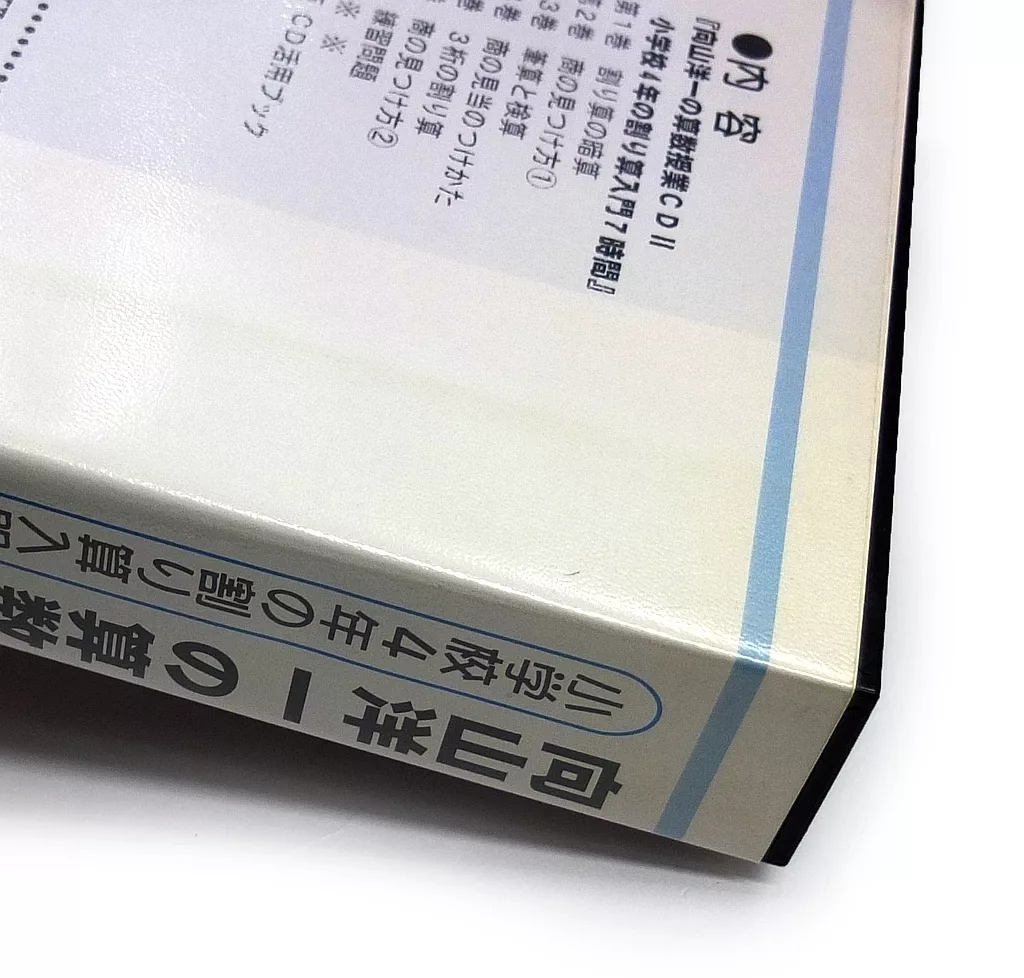 ●内容
『向山洋一の算数授業CDⅡ
小学校4年の割り算入門7時間』
第1巻 割り算の暗算
第2巻 商の見つけ方①
3巻 筆算と検算
巻 商の見当のつけかた
巻 3桁の割り算
商の見つけ方②
※ 練習問題
※ CD活用ブック
小学校4年の割り算入門
向山洋一の算数